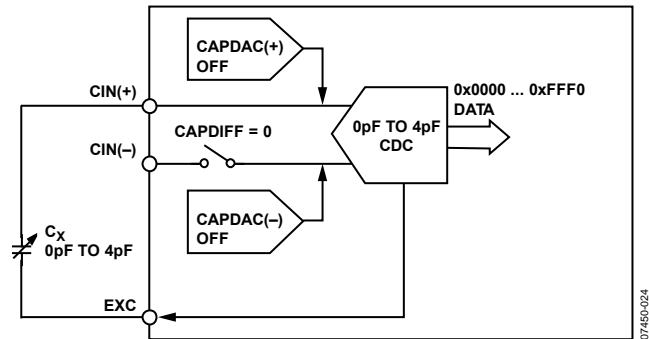 CAPDAC(+)
OFF
CIN(+)
0x0000 ... 0xFFF0
DATA
CAPDIFF = 0
0pF TO 4pF
CDC
CIN(–)
CAPDAC(–)
OFF
CX
0pF TO 4pF
EXC
07450-024